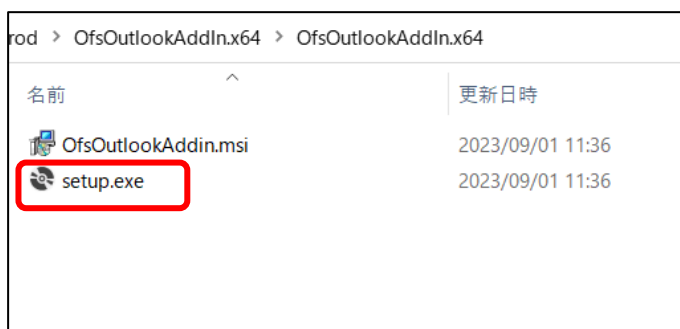 rod > OfsOutlookAddIn.x64 > OfsOutlookAddIn.x64
名前 更新日時
OfsOutlookAddin.msi 2023/09/01 11:36
setup.exe 2023/09/01 11:36